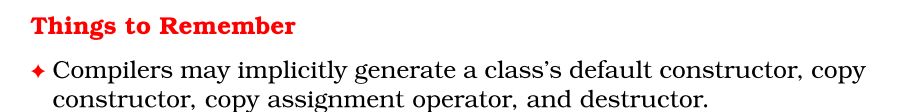 Things to Remember
✦ Compilers may implicitly generate a class’s default constructor, copy
constructor, copy assignment operator, and destructor.